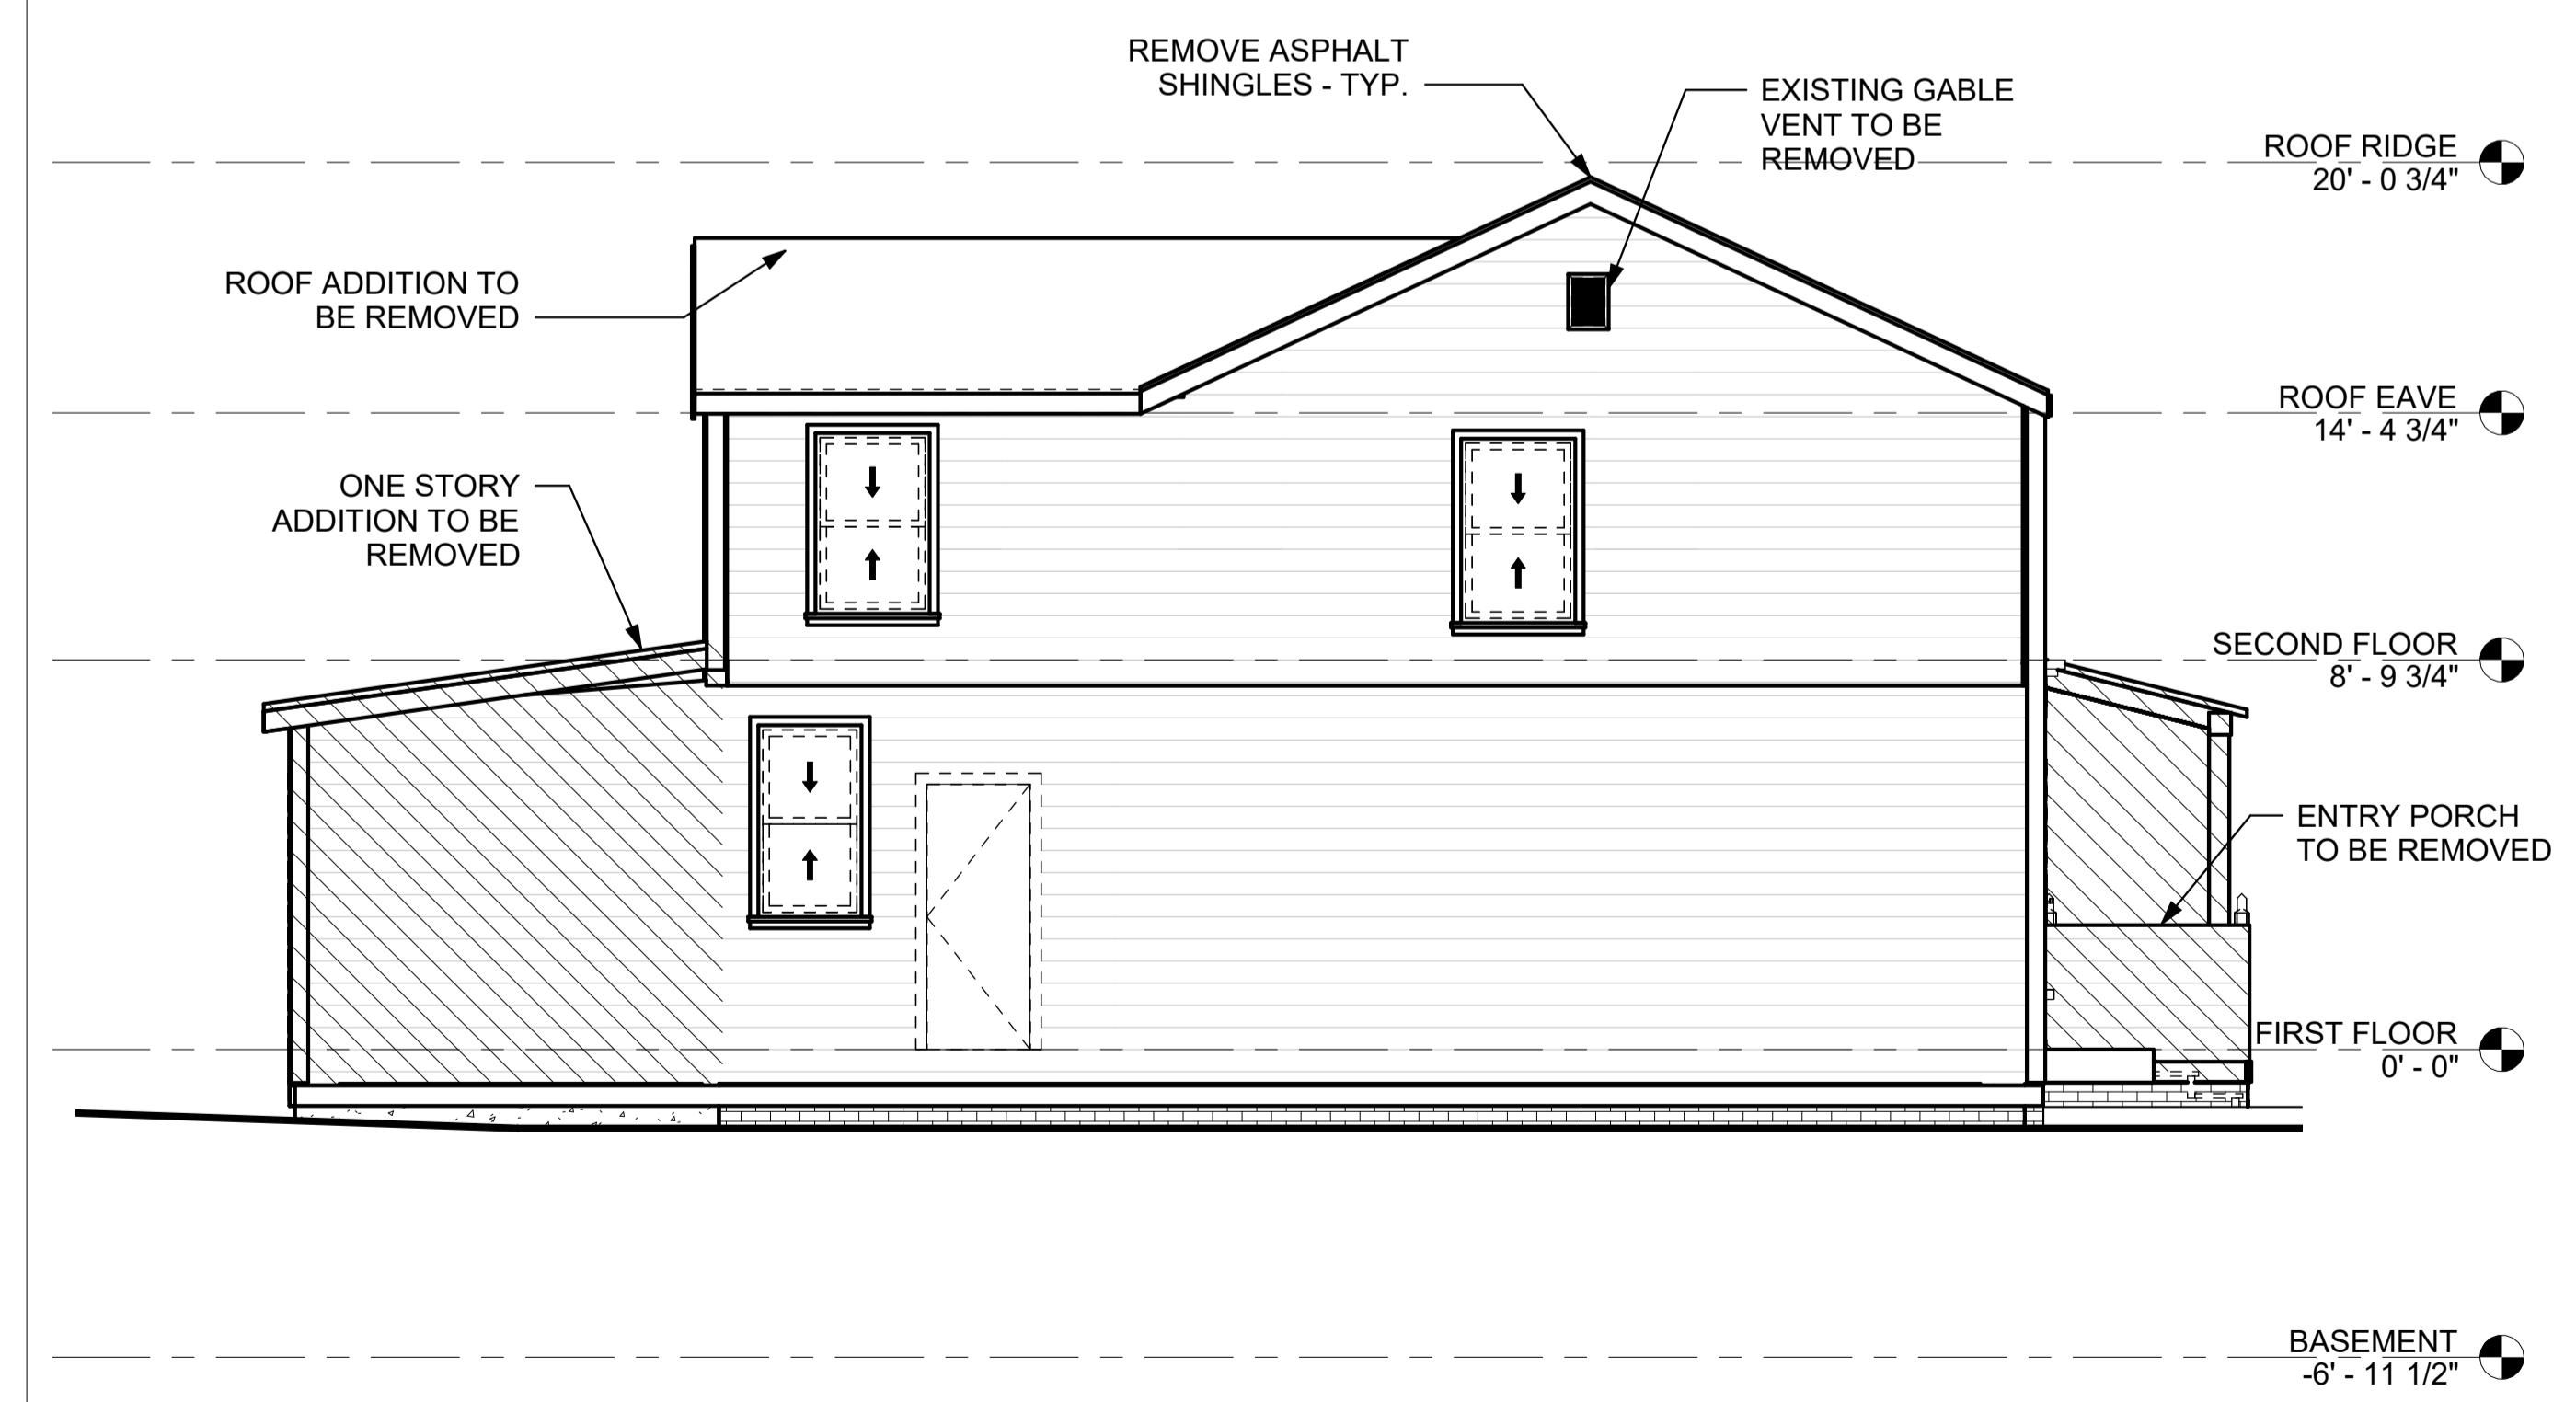 REMOVE ASPHALT
SHINGLES - TYP.
EXISTING GABLE
VENT TO BE
REMOVED
ROOF RIDGE
20' - 0 3/4"
ROOF ADDITION TO
BE REMOVED
ROOF EAVE
14' - 4 3/4"
ONE STORY
ADDITION TO BE
REMOVED
SECOND FLOOR
8' - 9 3/4"
ENTRY PORCH
TO BE REMOVED
FIRST FLOOR
0' - 0"
BASEMENT
-6' - 11 1/2"